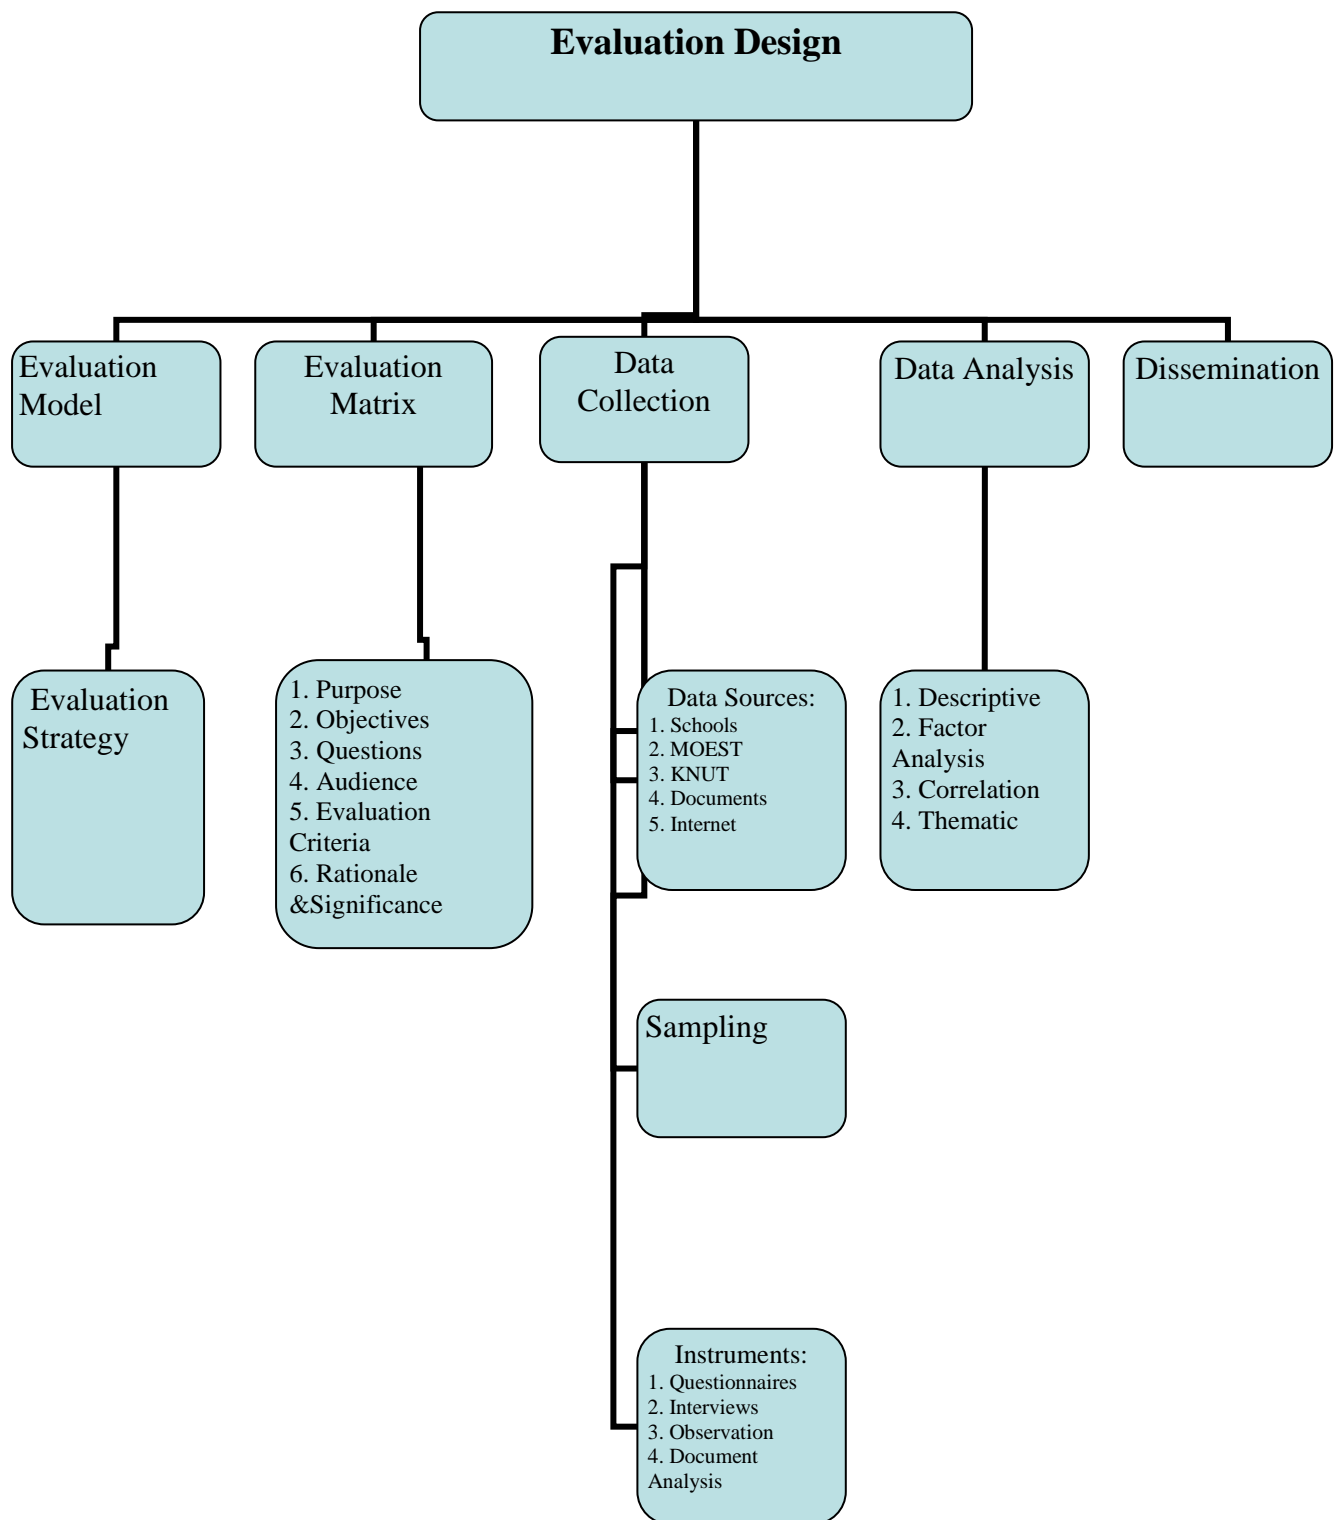 Evaluation Design
Evaluation
Model
Evaluation
Matrix
Data
Collection
Data Analysis
Dissemination
Evaluation
Strategy
1. Purpose
2. Objectives
3. Questions
4. Audience
5. Evaluation
Criteria
6. Rationale
&Significance
Data Sources:
1. Schools
2. MOEST
3. KNUT
4. Documents
5. Internet
1. Descriptive
2. Factor
Analysis
3. Correlation
4. Thematic
Sampling
Instruments:
1. Questionnaires
2. Interviews
3. Observation
4. Document
Analysis